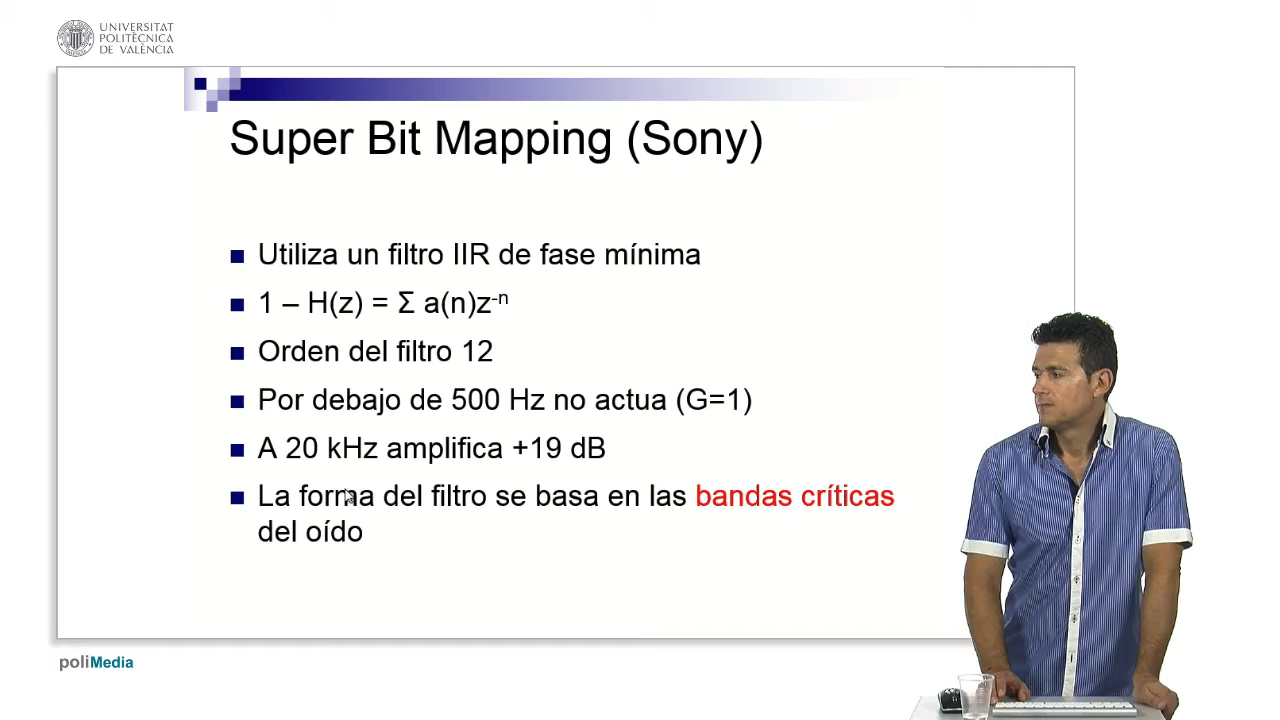 UNIVERSITAT
POLITÈCNICA
DE VALÈNCIA
Super Bit Mapping (Sony)
Utiliza un filtro IIR de fase mínima
1 – H(z) = Σ a(n)z⁻ⁿ
Orden del filtro 12
Por debajo de 500 Hz no actua (G=1)
A 20 kHz amplifica +19 dB
La forma del filtro se basa en las bandas críticas
del oído
poliMedia